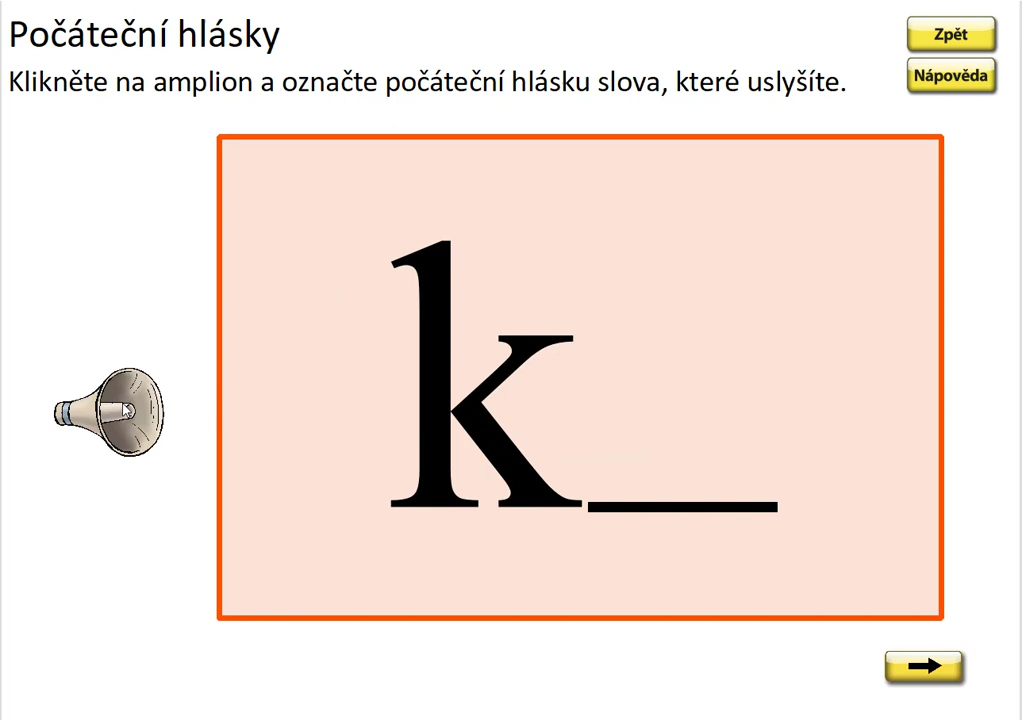 Počáteční hlásky
Zpět
Klikněte na amplion a označte počáteční hlásku slova, které uslyšíte.
Nápověda
k_